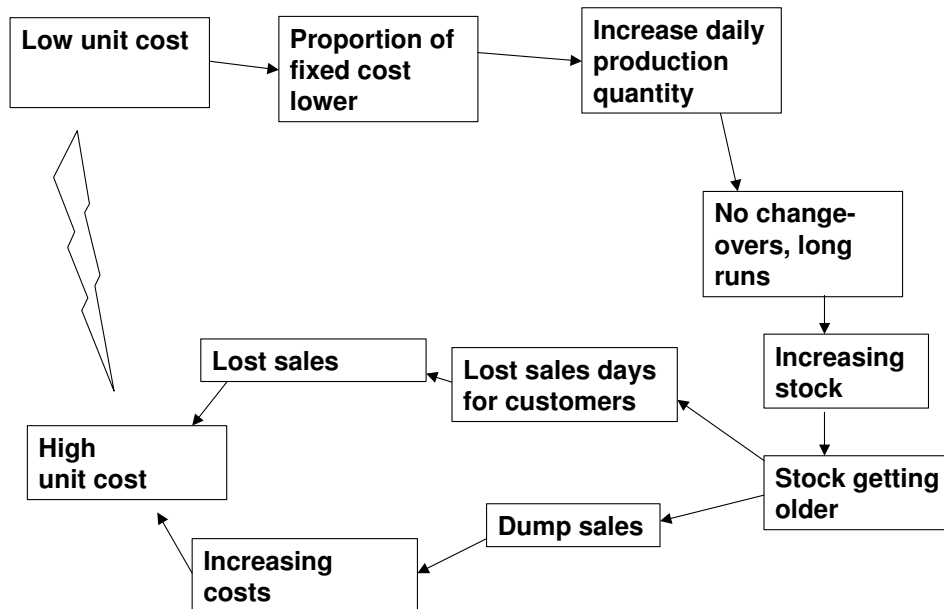 Low unit cost
Proportion of
fixed cost
lower
Increase daily
production
quantity
No change-
overs, long
runs
Increasing
stock
Stock getting
older
Lost sales days
for customers
Lost sales
Dump sales
Increasing
costs
High
unit cost